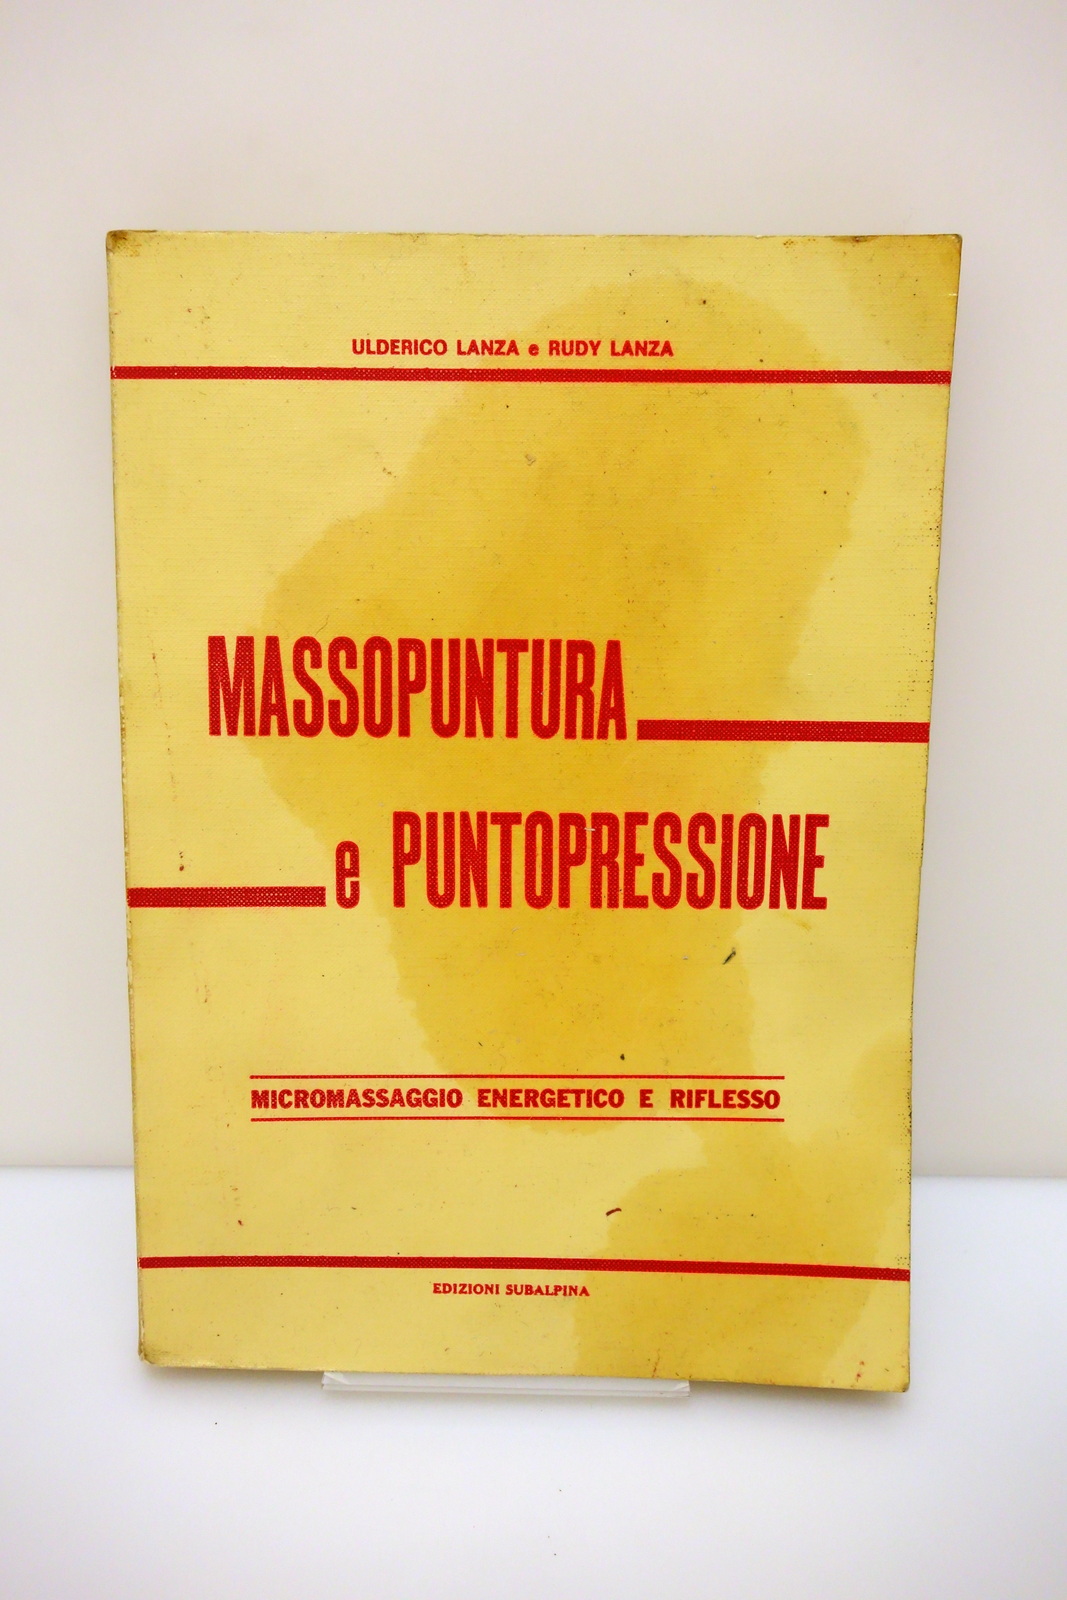 ULDERICO LANZA e RUDY LANZA
MASSOPUNTURA
e PUNTOPRESSIONE
MICROMASSAGGIO ENERGETICO E RIFLESSO
EDIZIONI SUBALPINA